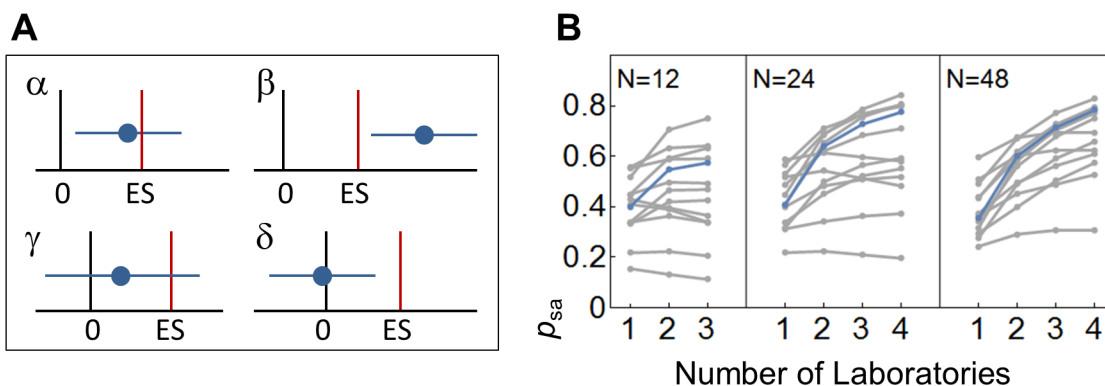 A
B
α
β
0 ES
0 ES
γ
δ
0 ES
0 ES
N=12
N=24
N=48
0.8
0.6
0.4
0.2
0
psa
1 2 3
1 2 3 4
1 2 3 4
Number of Laboratories